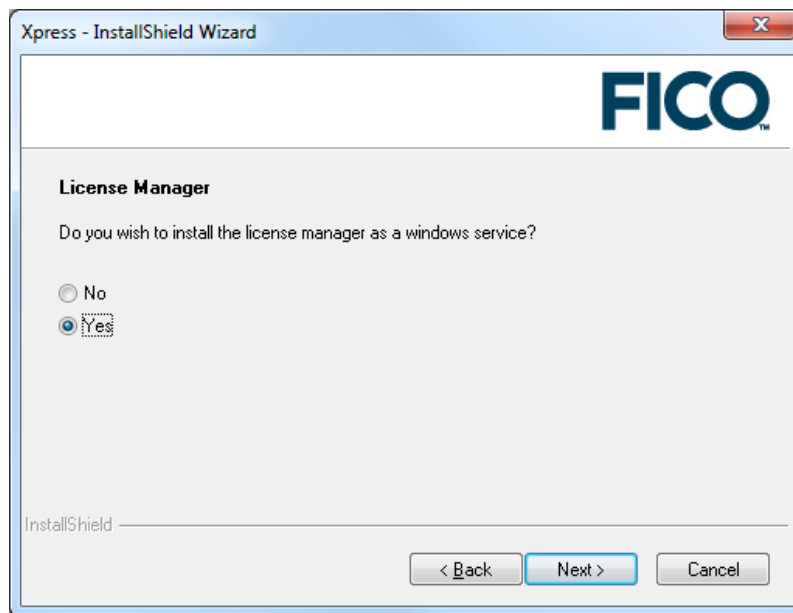 Xpress - InstallShield Wizard
FICO™
License Manager
Do you wish to install the license manager as a windows service?
No
Yes
InstallShield
< Back
Next >
Cancel